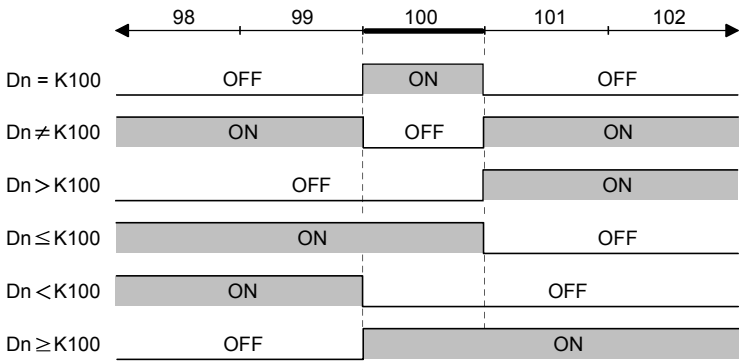 98 99 100 101 102
Dn = K100 OFF ON OFF
Dn≠K100 ON OFF ON
Dn>K100 OFF ON
Dn≤K100 ON OFF
Dn<K100 ON OFF
Dn≥K100 OFF ON